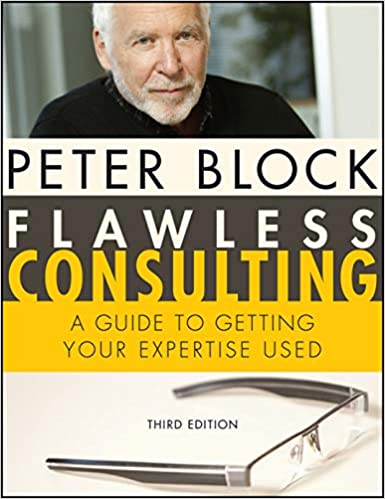 PETER BLOCK
FLAWLESS
CONSULTING
A GUIDE TO GETTING
YOUR EXPERTISE USED
THIRD EDITION